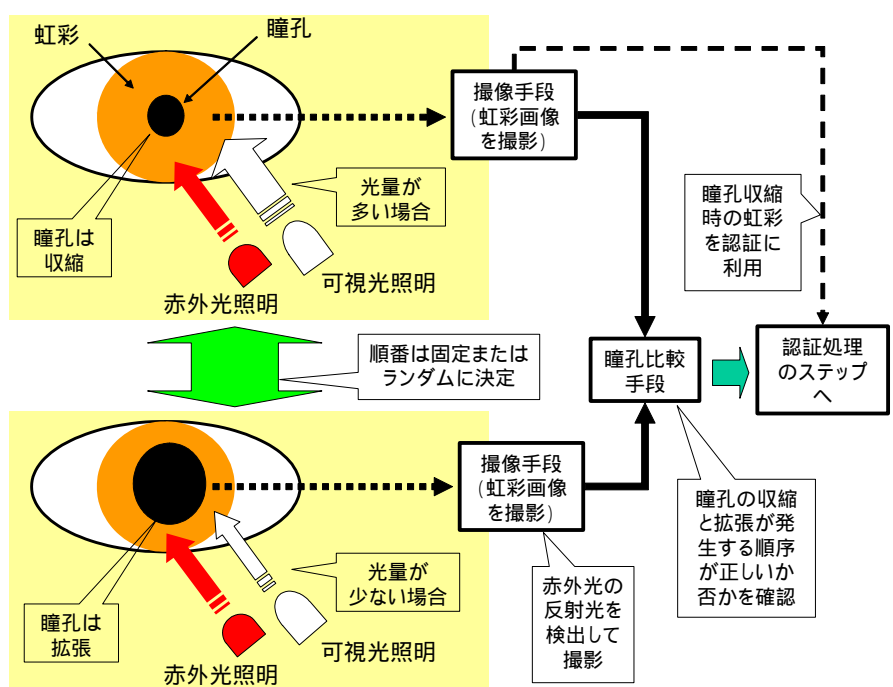 虹彩
瞳孔
撮像手段
(虹彩画像
を撮影)
光量が
多い場合
瞳孔は
収縮
赤外光照明
可視光照明
瞳孔収縮
時の虹彩
を認証に
利用
順番は固定または
ランダムに決定
瞳孔比較
手段
認証処理
のステップ
へ
撮像手段
(虹彩画像
を撮影)
光量が
少ない場合
瞳孔は
拡張
赤外光照明
可視光照明
赤外光の
反射光を
検出して
撮影
瞳孔の収縮
と拡張が発
生する順序
が正しいか
否かを確認